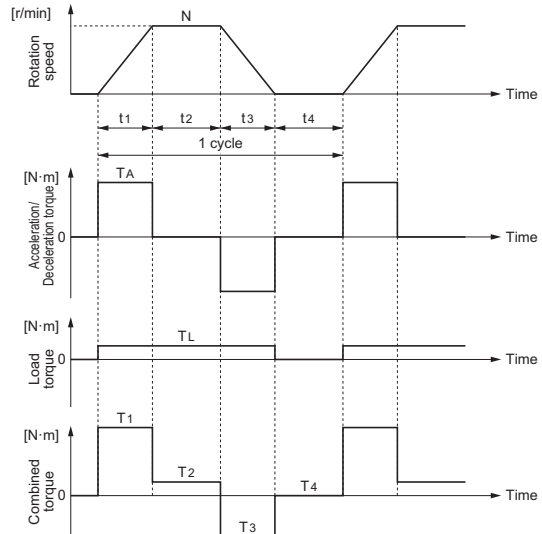 [r/min]
Rotation
speed
N
Time
t1 t2 t3 t4
1 cycle
[N·m]
Acceleration/
Deceleration torque
0
TA
Time
[N·m]
Load
torque
0
TL
Time
[N·m]
Combined
torque
0
T1
T2
T3
T4
Time